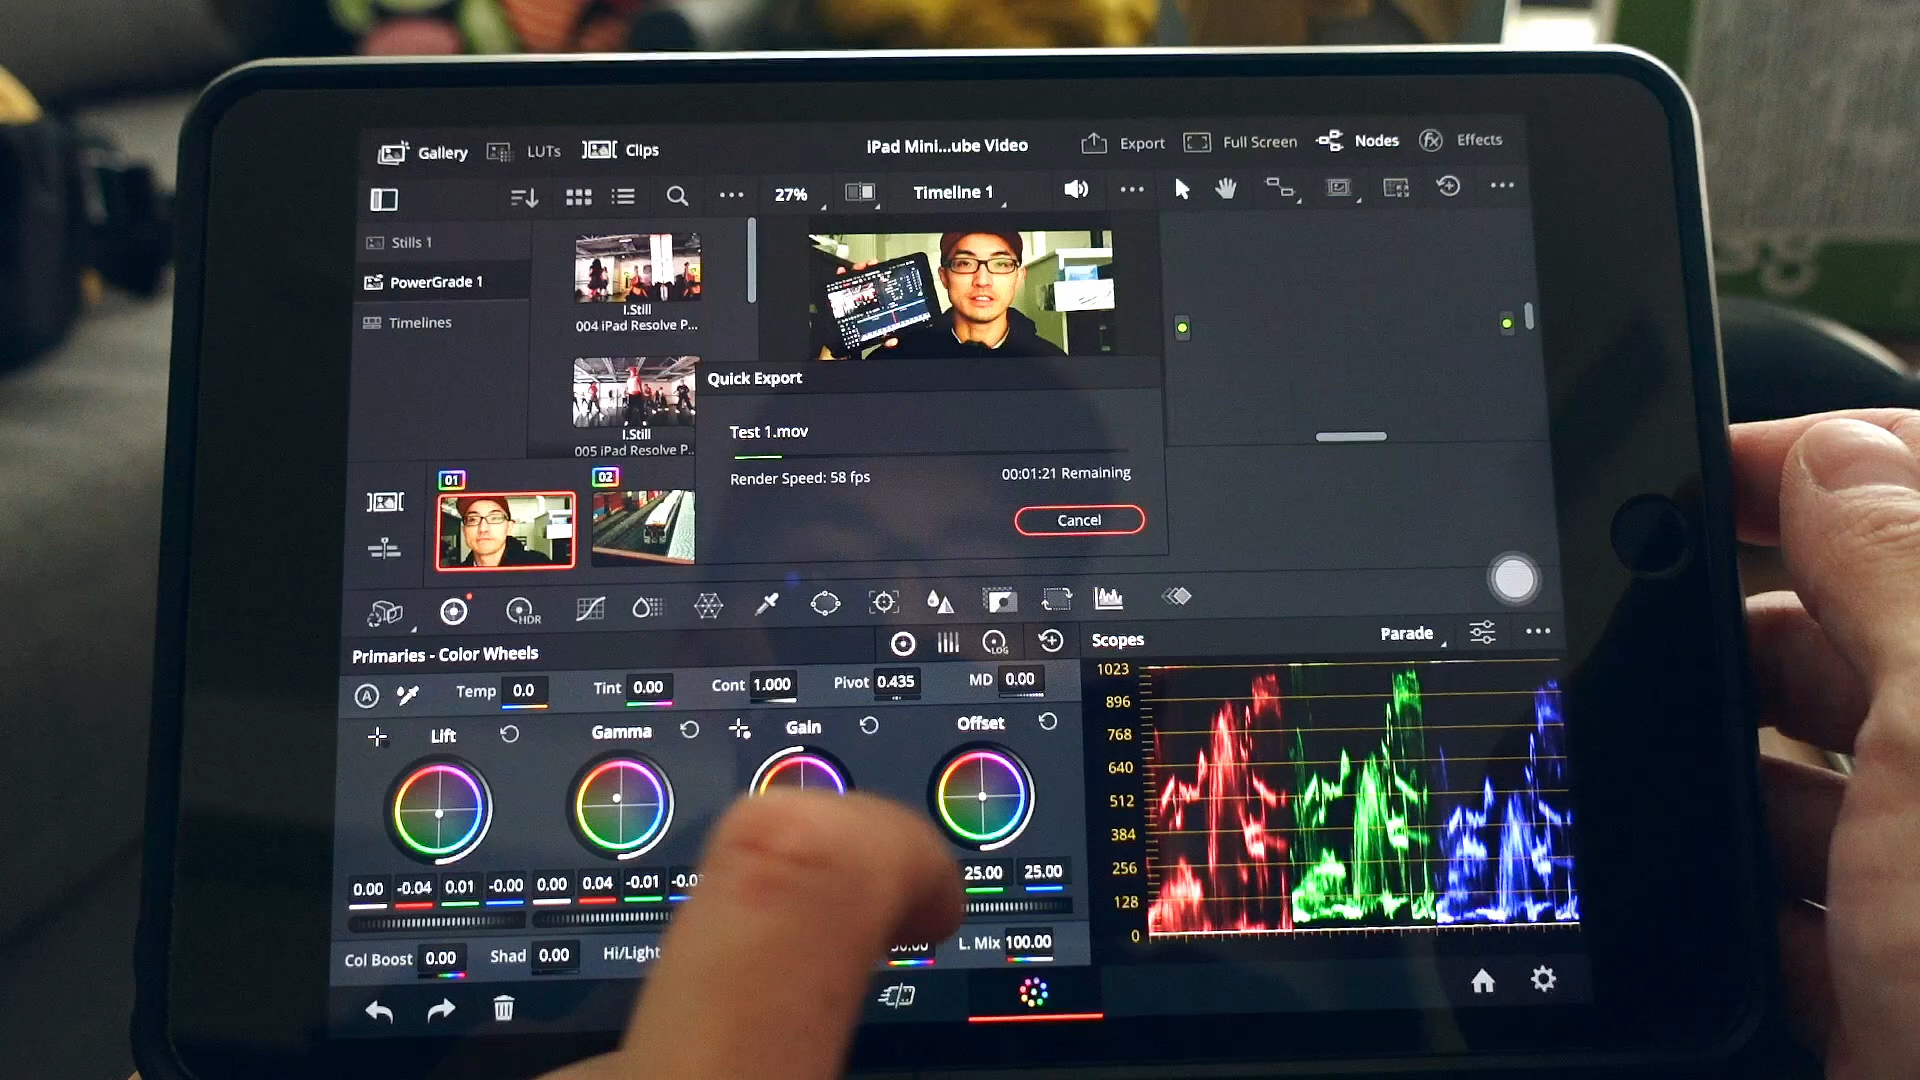 Gallery LUTs Clips iPad Mini...ube Video Export Full Screen Nodes fx Effects
27% Timeline 1
Stills 1
PowerGrade 1
Timelines
I.Still
004 iPad Resolve P...
I.Still
005 iPad Resolve P...
Quick Export
Test 1.mov
Render Speed: 58 fps 00:01:21 Remaining
Cancel
01 02
HDR
Primaries - Color Wheels LOG
Scopes Parade
A Temp 0.0 Tint 0.00 Cont 1.000 Pivot 0.435 MD 0.00
Lift Gamma Gain Offset
0.00 -0.04 0.01 -0.00 0.00 0.04 -0.01 25.00 25.00
Col Boost 0.00 Shad 0.00 Hi/Light L. Mix 100.00
1023
896
768
640
512
384
256
128
0